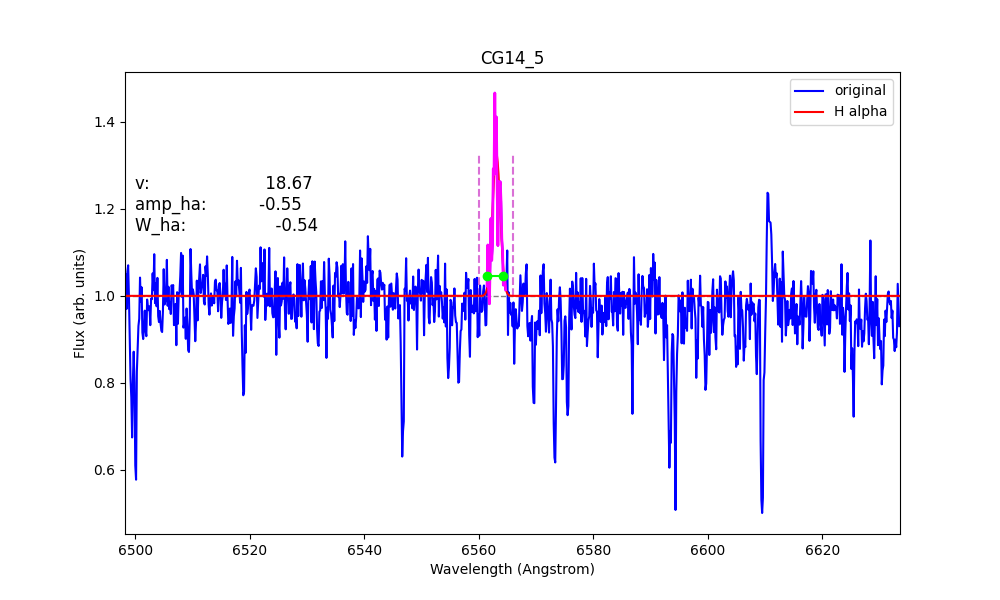 CG14_5
original
H alpha
v: 18.67
amp_ha: -0.55
W_ha: -0.54
1.4
1.2
1.0
0.8
0.6
Flux (arb. units)
6500 6520 6540 6560 6580 6600 6620
Wavelength (Angstrom)